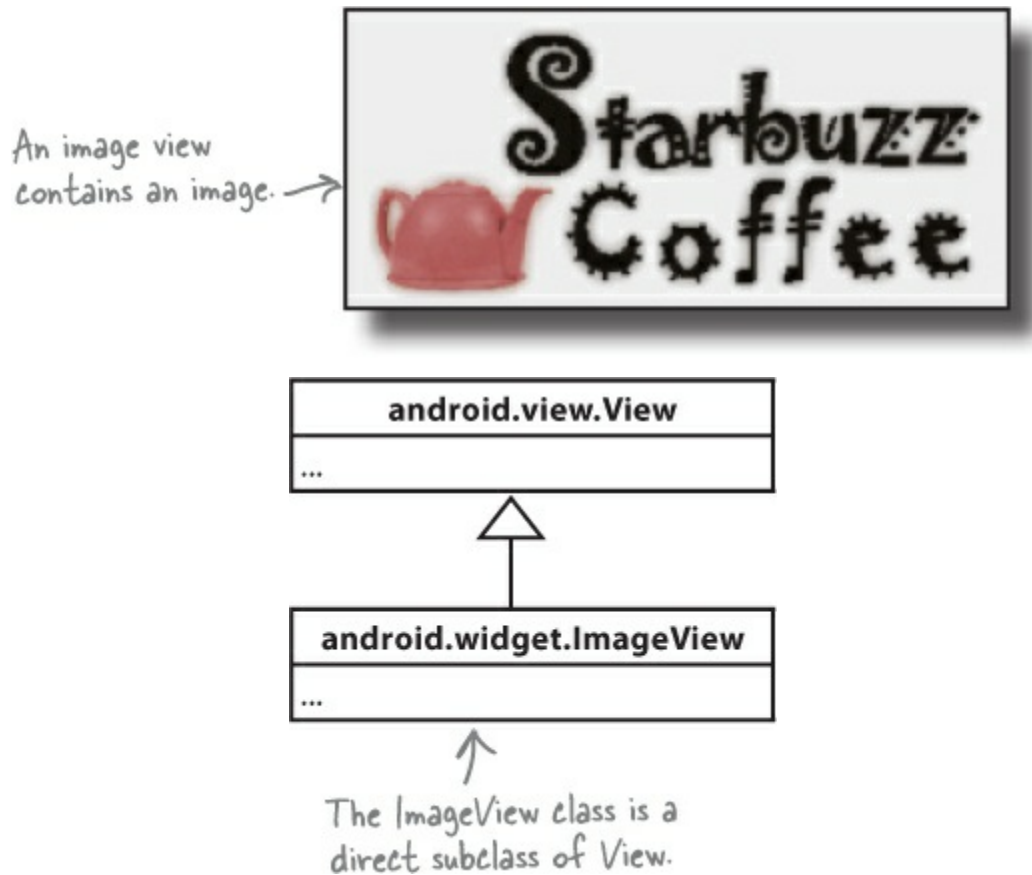 Starbuzz
Coffee
An image view
contains an image.
android.view.View
...
android.widget.ImageView
...
The ImageView class is a
direct subclass of View.